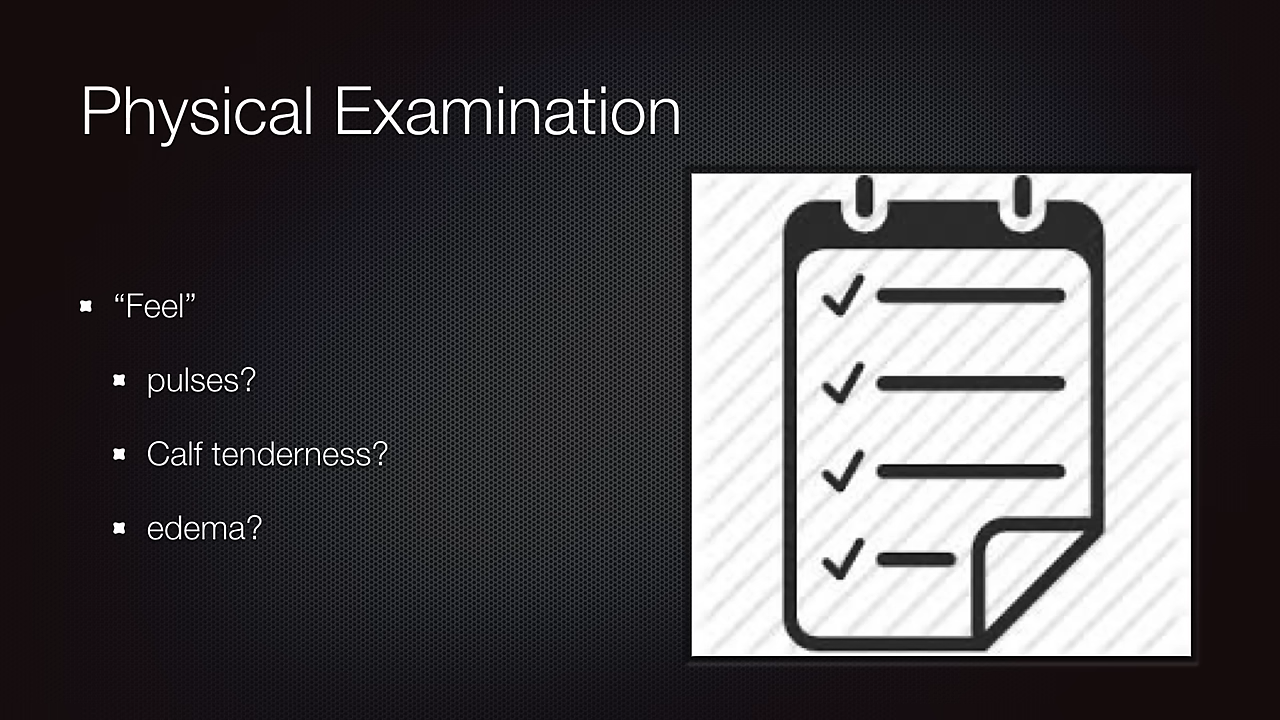 Physical Examination
“Feel”
pulses?
Calf tenderness?
edema?